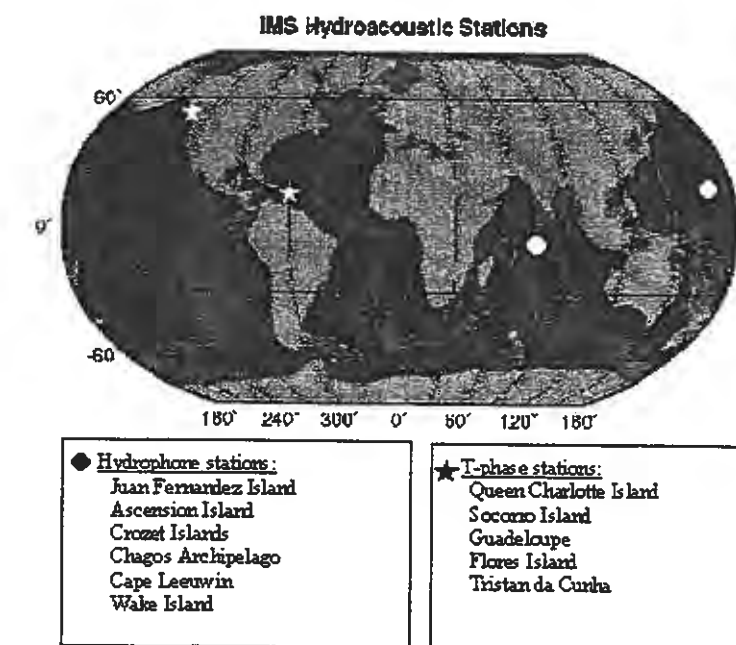 IMS Hydroacoustic Stations
60°
0°
-60
180° 240° 300° 0° 60° 120° 180°
Hydrophone stations:
Juan Fernandez Island
Ascension Island
Crozet Islands
Chagos Archipelago
Cape Leeuwin
Wake Island
T-phase stations:
Queen Charlotte Island
Socorro Island
Guadeloupe
Flores Island
Tristan da Cunha